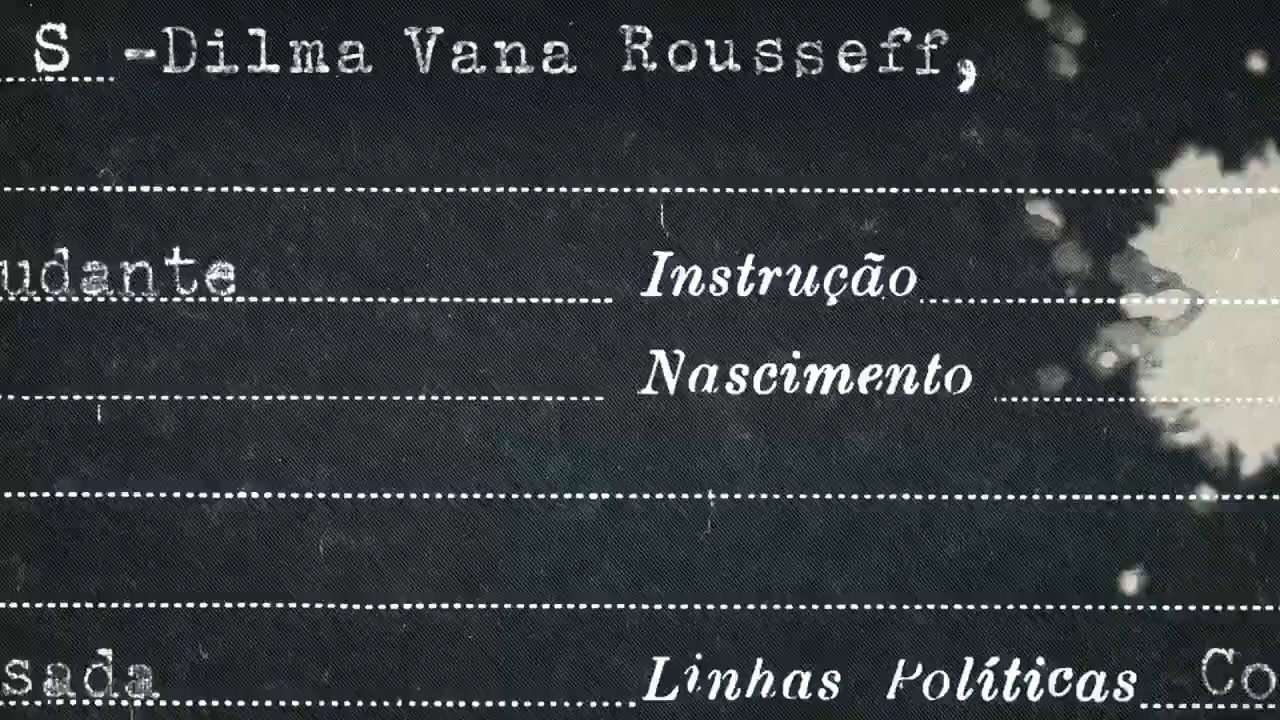 S -Dilma Vana Rousseff,
udante Instrução
Nascimento
sada Linhas Políticas Co